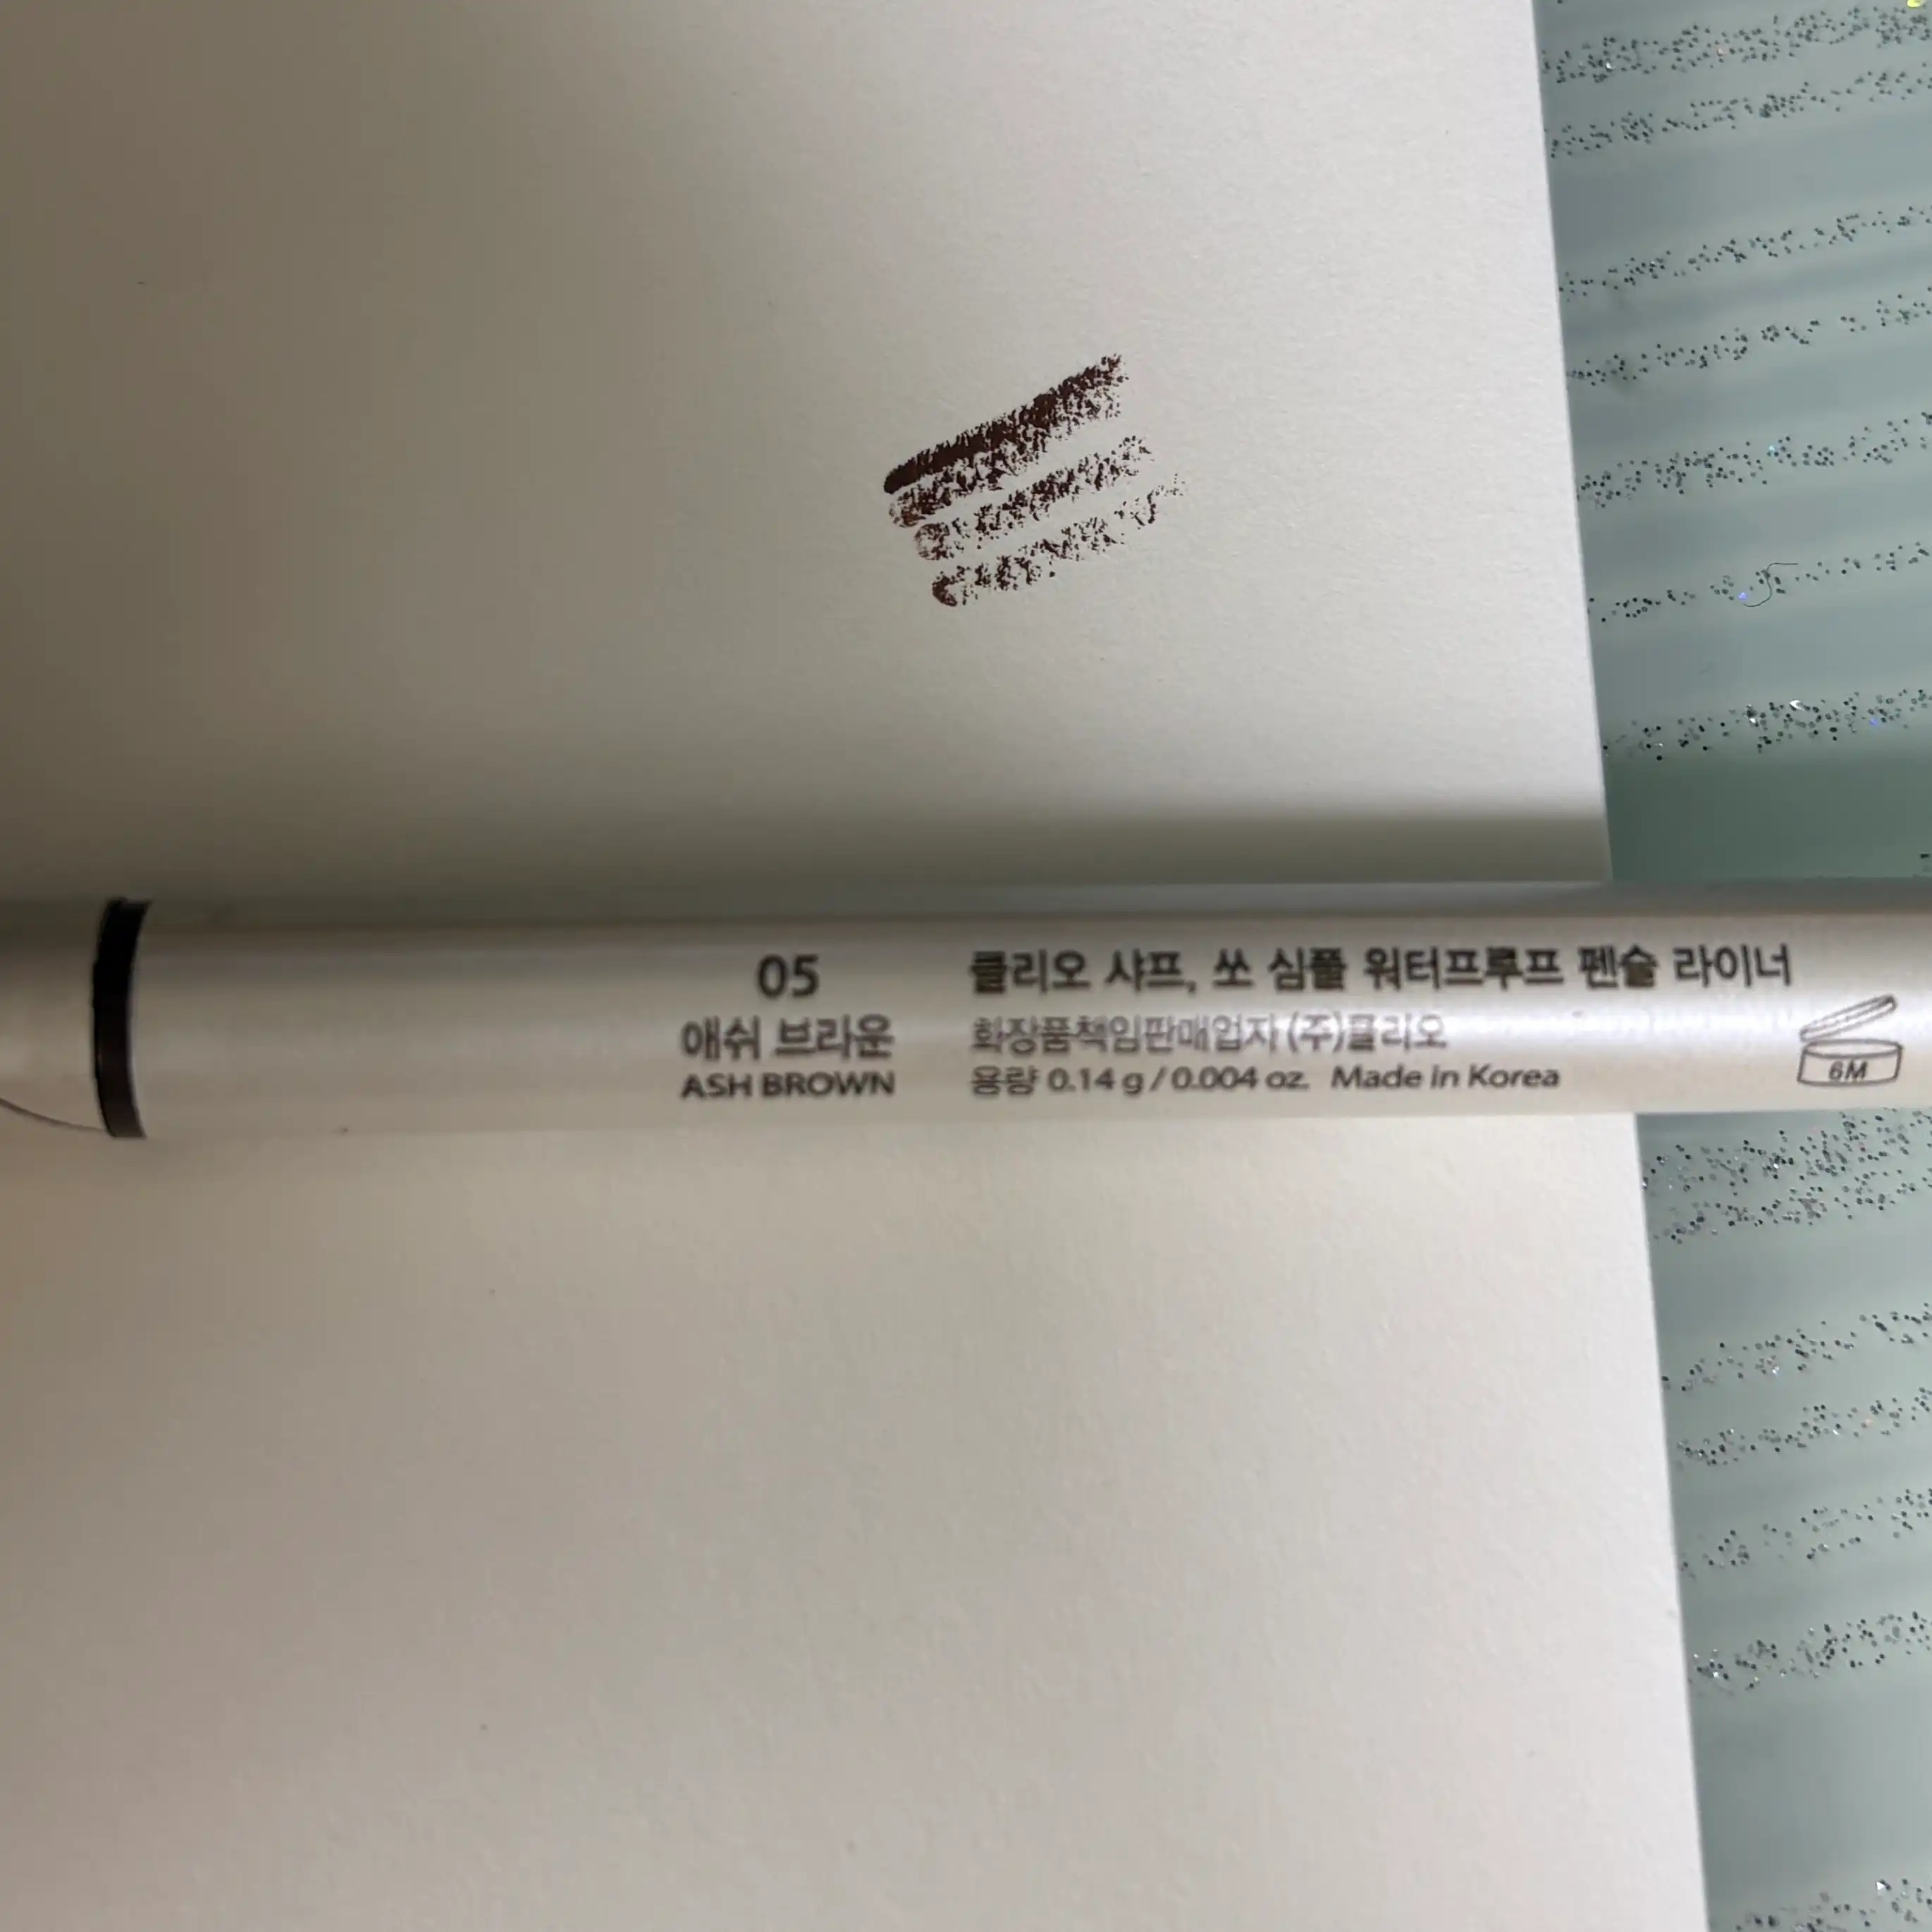 05
애쉬 브라운
ASH BROWN
클리오 샤프, 쏘 심플 워터프루프 펜슬 라이너
화장품책임판매업자 (주)클리오
용량 0.14 g / 0.004 oz. Made in Korea
6M